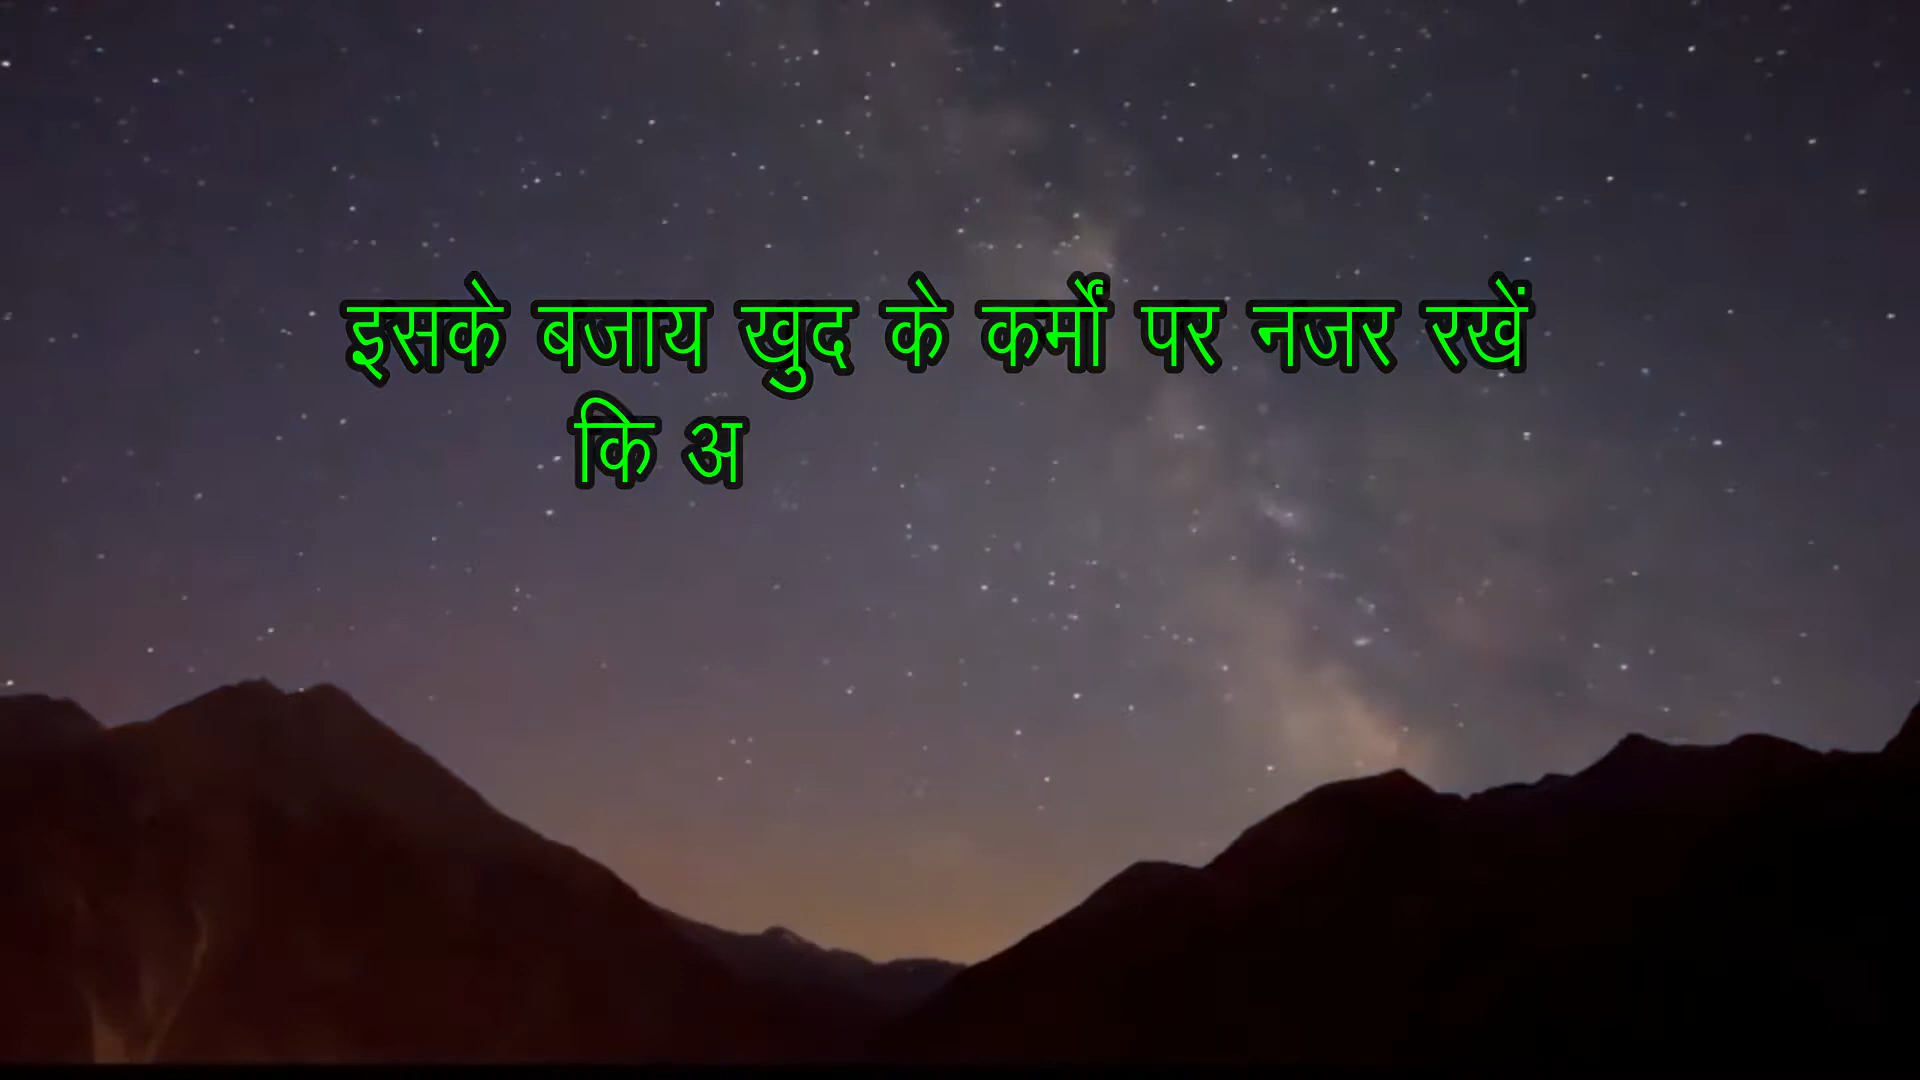 इसके बजाय खुद के कर्मों पर नजर रखें
कि अ